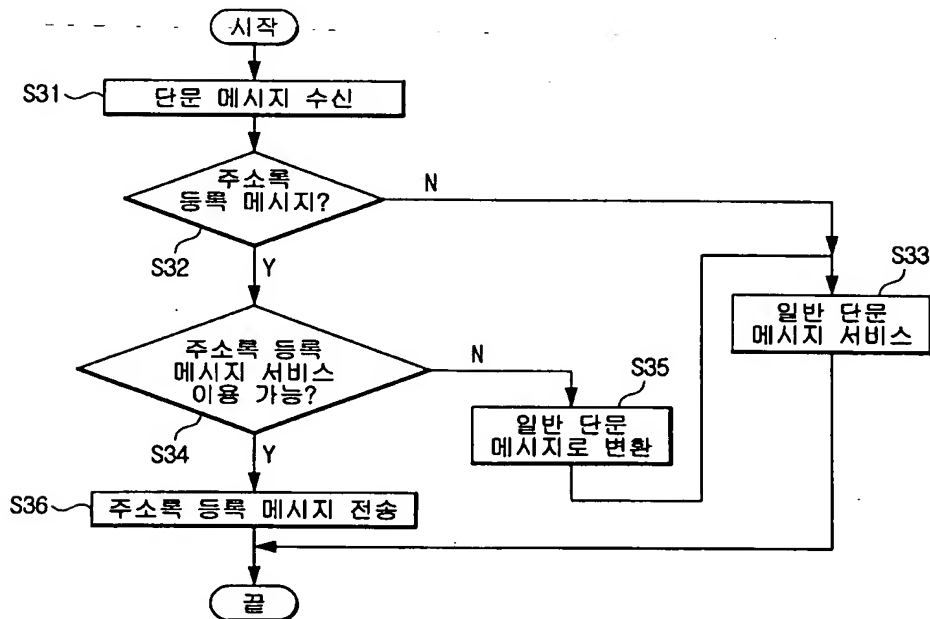 시작
S31
단문 메시지 수신
주소록
등록 메시지?
N
S32
Y
S33
일반 단문
메시지 서비스
주소록 등록
메시지 서비스
이용 가능?
N
S34
Y
S35
일반 단문
메시지로 변환
S36
주소록 등록 메시지 전송
끝